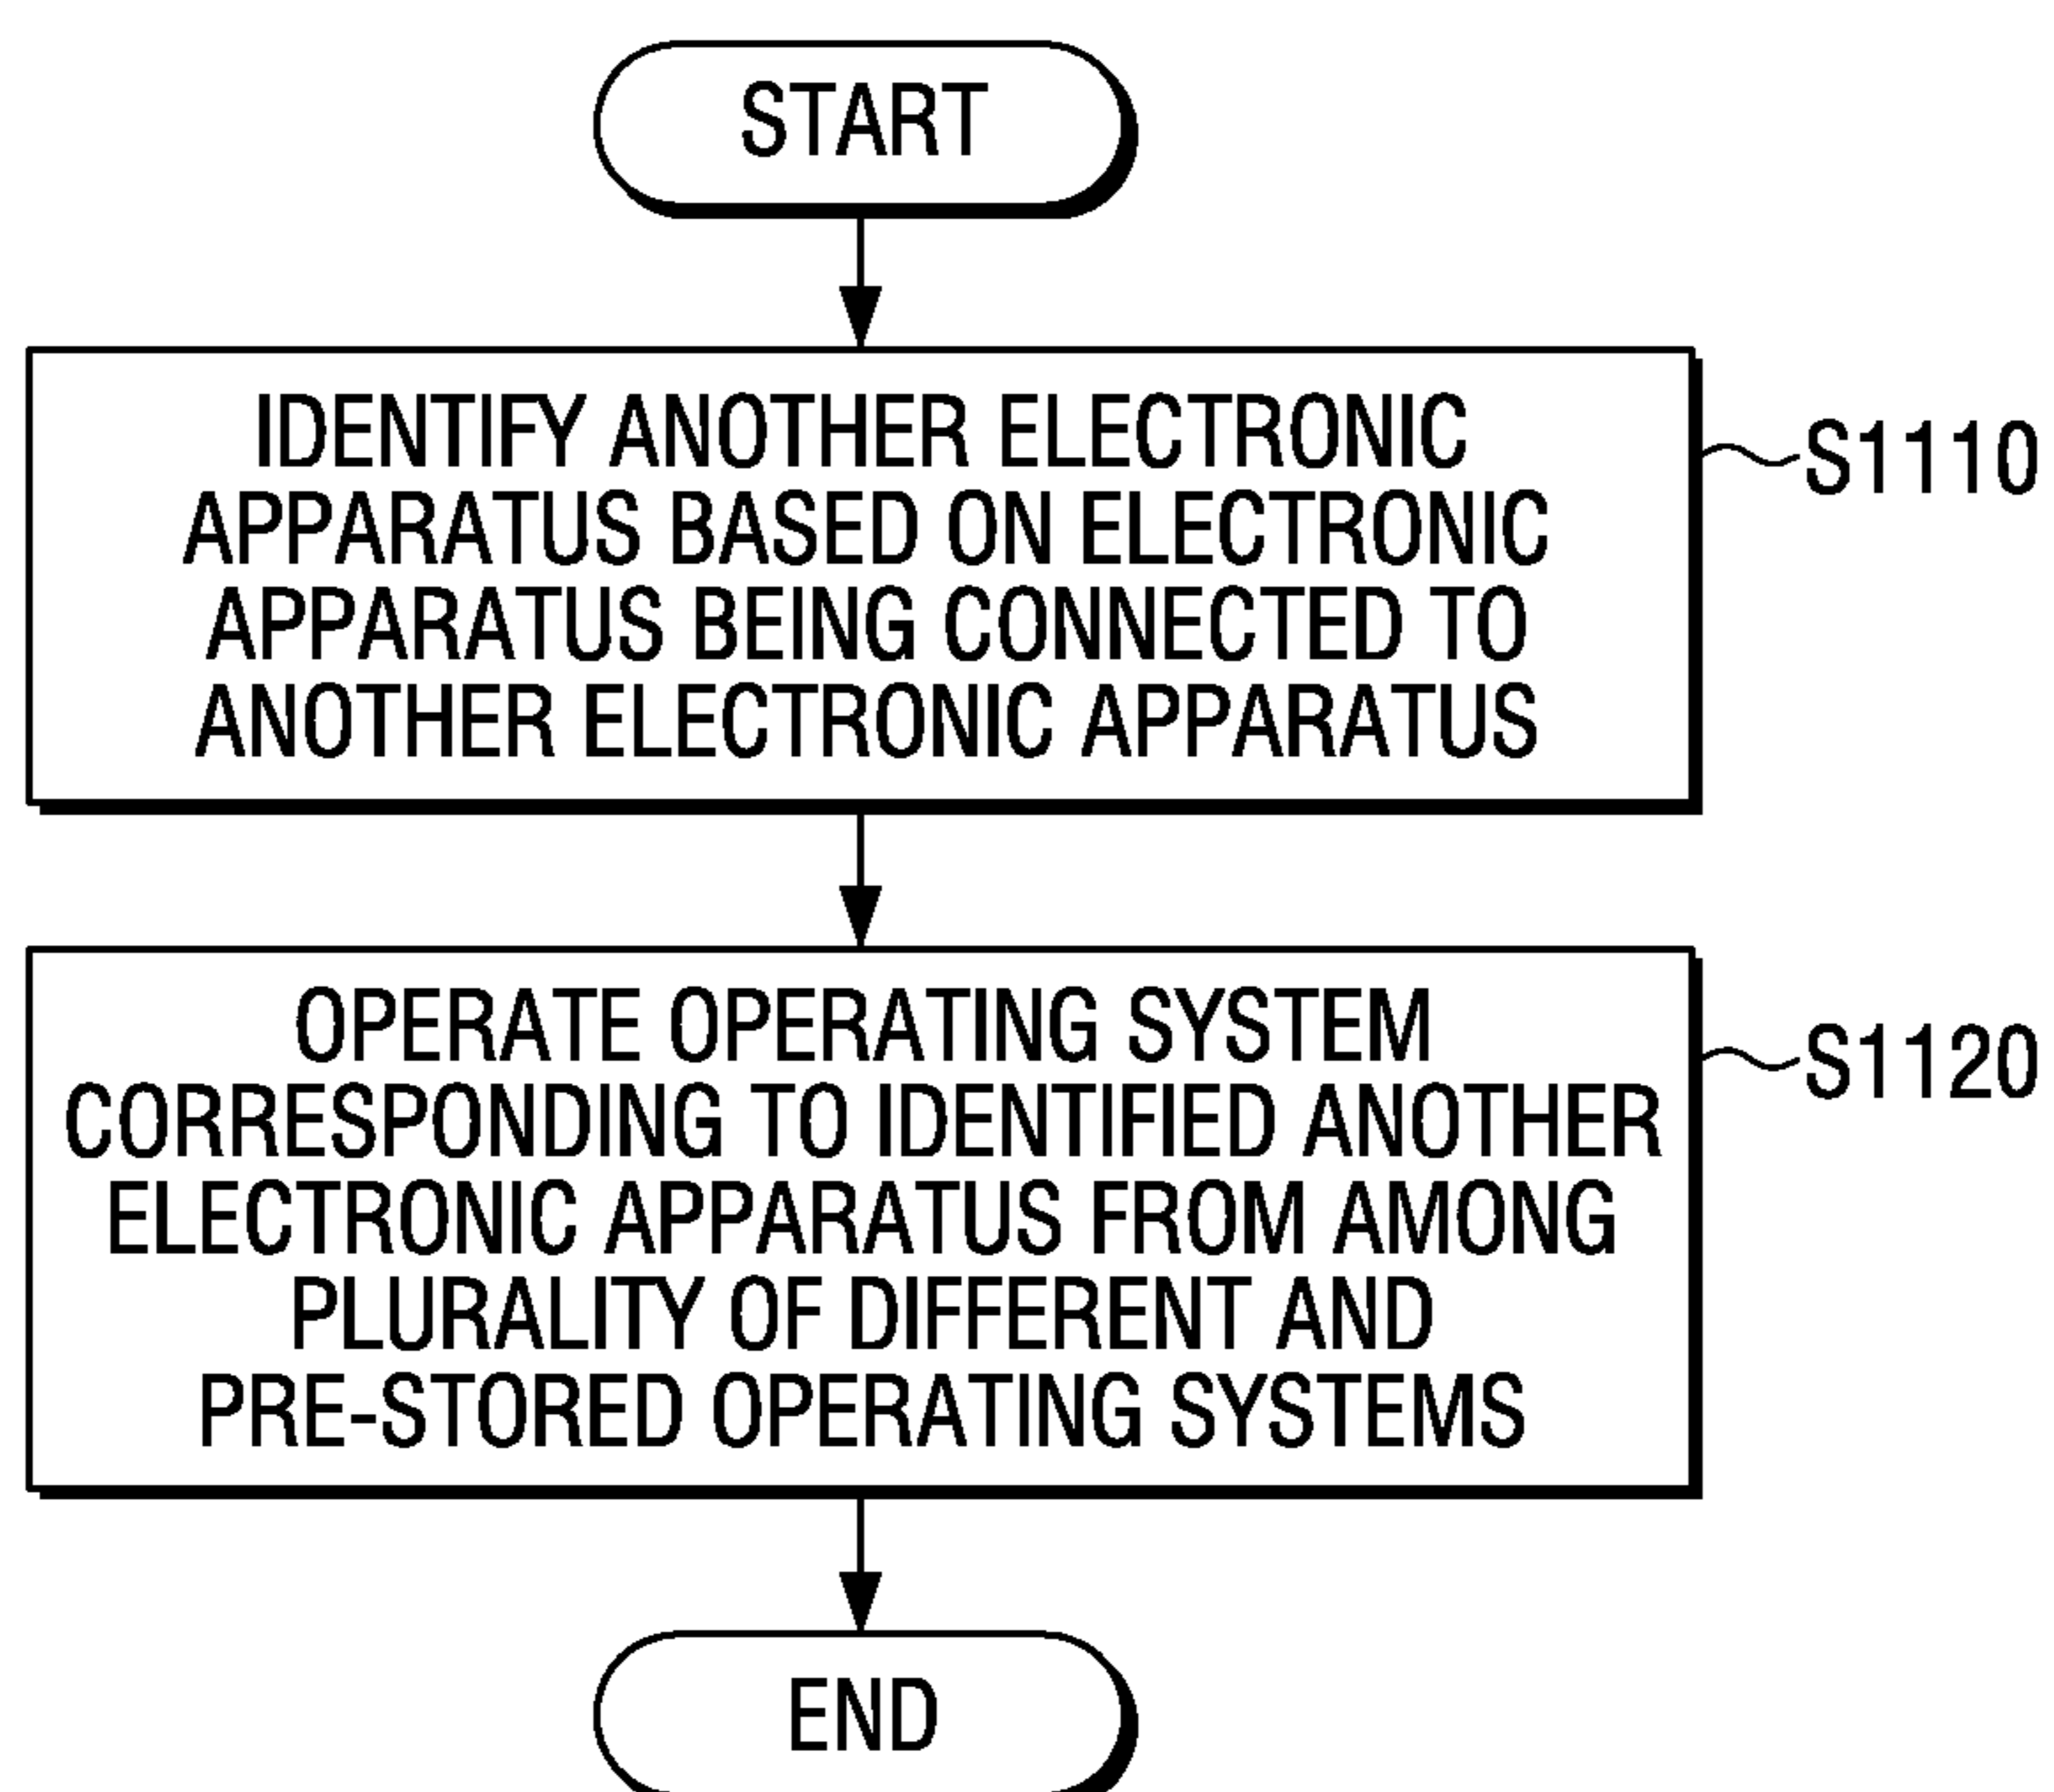 START
IDENTIFY ANOTHER ELECTRONIC
APPARATUS BASED ON ELECTRONIC
APPARATUS BEING CONNECTED TO
ANOTHER ELECTRONIC APPARATUS
S1110
OPERATE OPERATING SYSTEM
CORRESPONDING TO IDENTIFIED ANOTHER
ELECTRONIC APPARATUS FROM AMONG
PLURALITY OF DIFFERENT AND
PRE-STORED OPERATING SYSTEMS
S1120
END